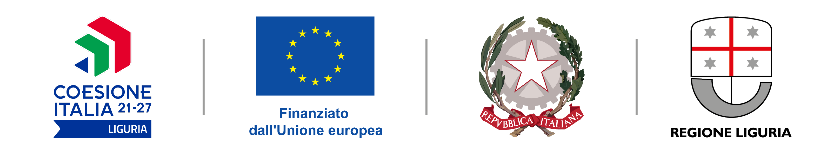 COESIONE
ITALIA 21-27
LIGURIA
Finanziato
dall'Unione europea
REPVBBLICA ITALIANA
REGIONE LIGURIA